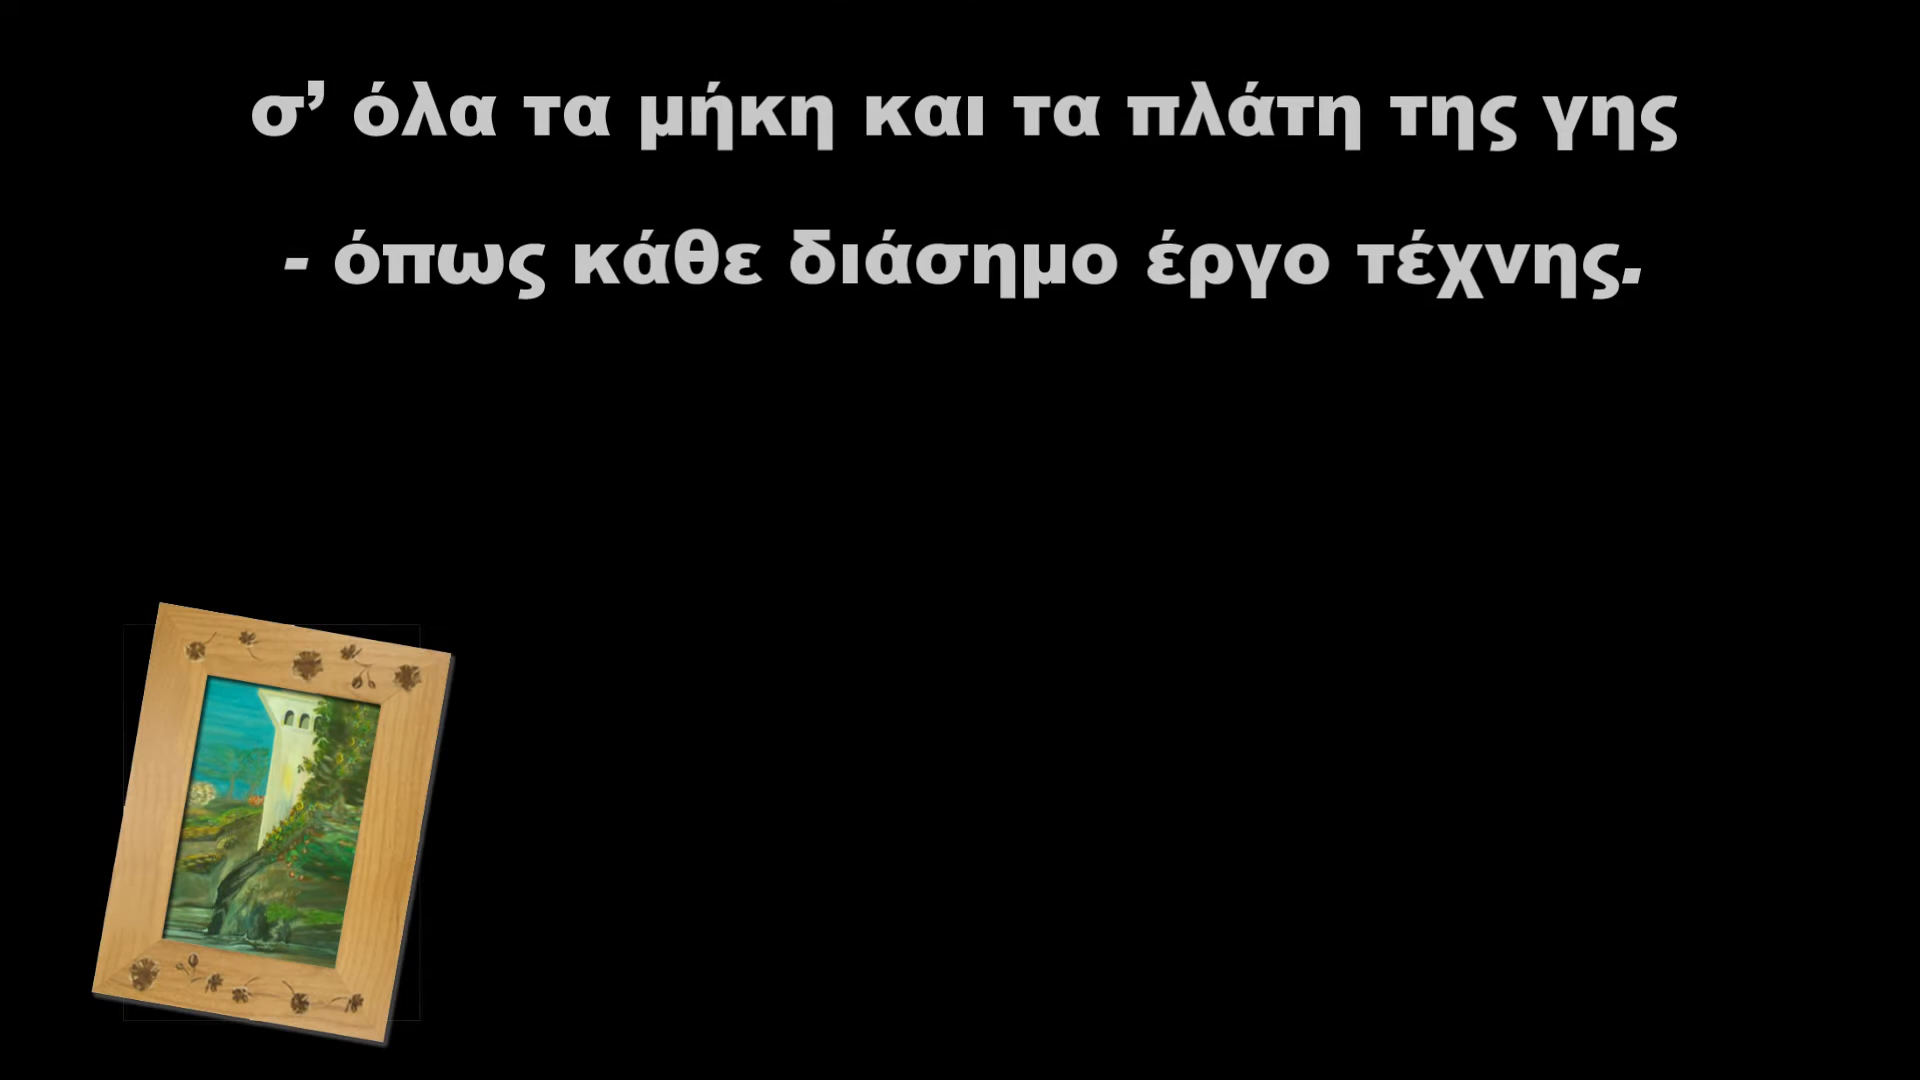 σ’ όλα τα μήκη και τα πλάτη της γης
- όπως κάθε διάσημο έργο τέχνης.